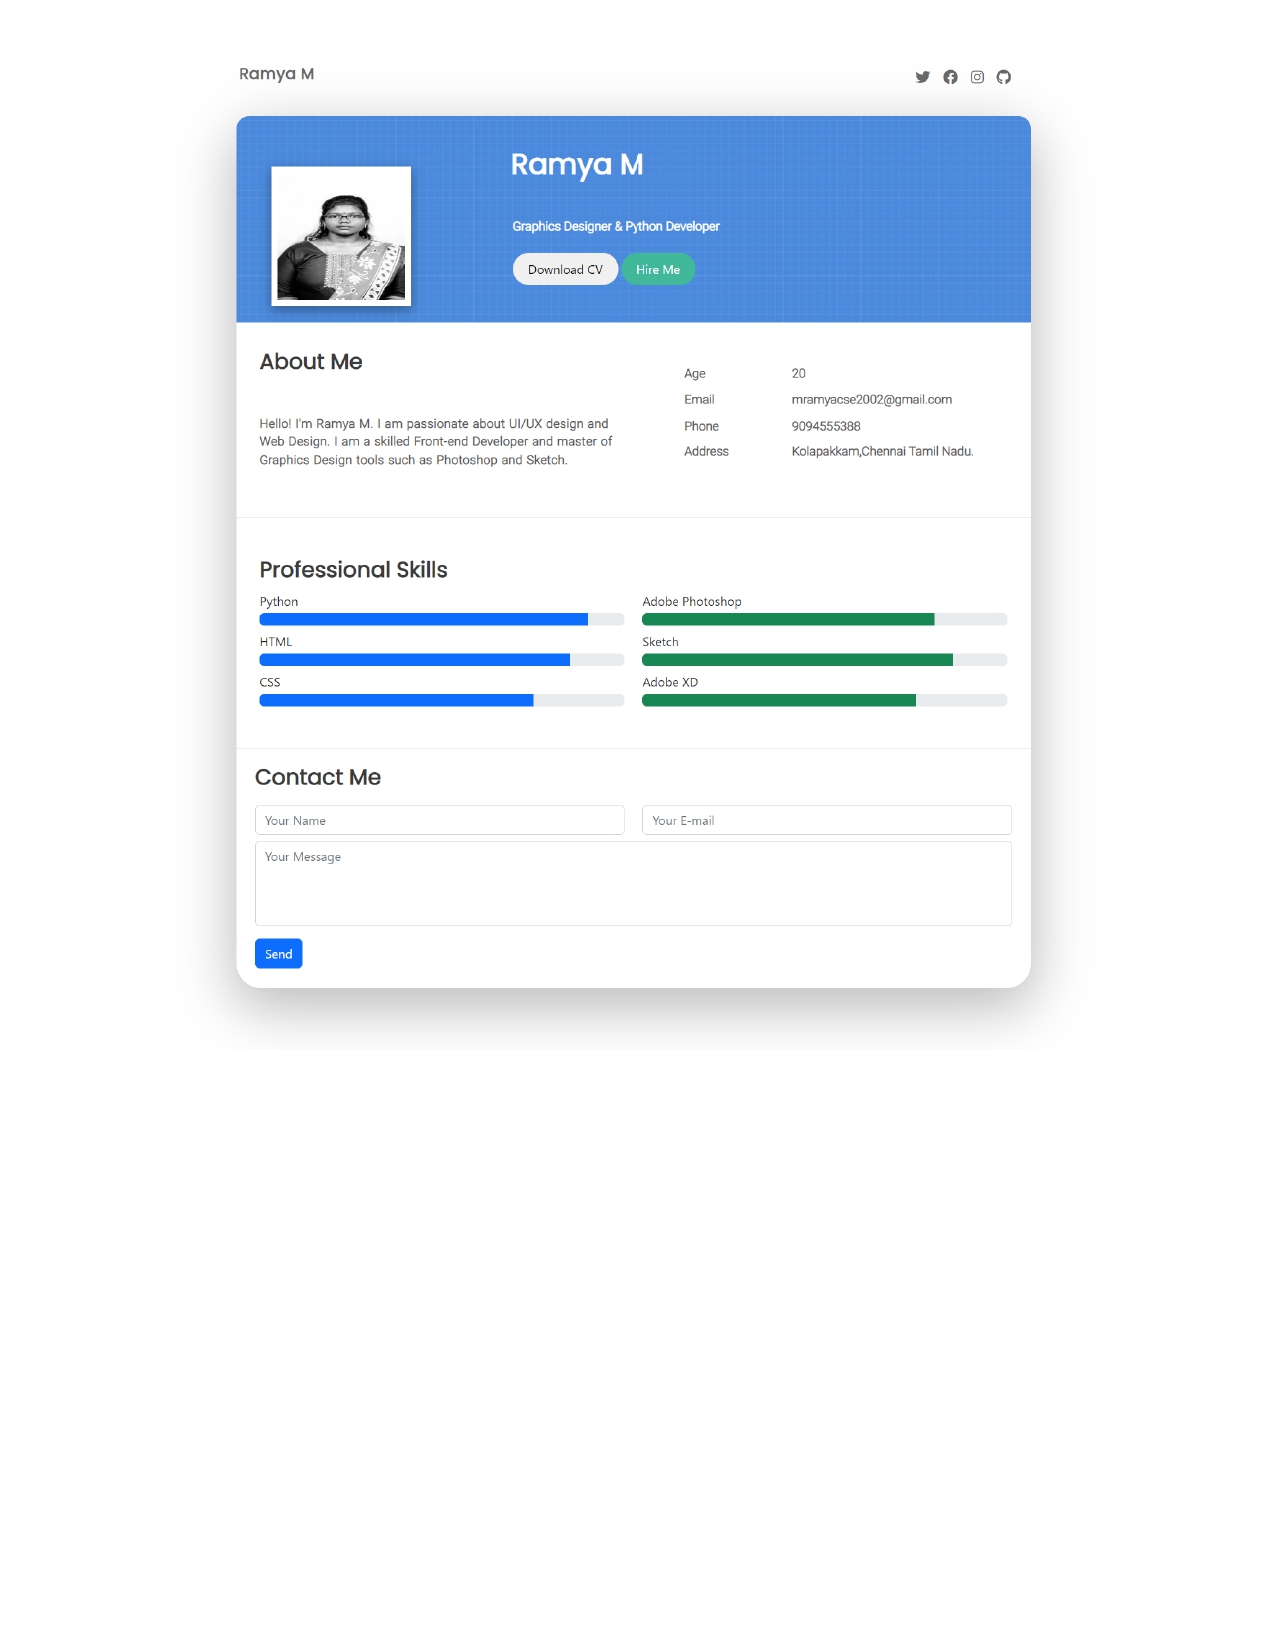 Ramya M
Ramya M
Graphics Designer & Python Developer
Download CV Hire Me
About Me
Hello! I'm Ramya M. I am passionate about UI/UX design and
Web Design. I am a skilled Front-end Developer and master of
Graphics Design tools such as Photoshop and Sketch.
Age 20
Email mramyacse2002@gmail.com
Phone 9094555388
Address Kolapakkam,Chennai Tamil Nadu.
Professional Skills
Python
HTML
CSS
Adobe Photoshop
Sketch
Adobe XD
Contact Me
Your Name Your E-mail
Your Message
Send